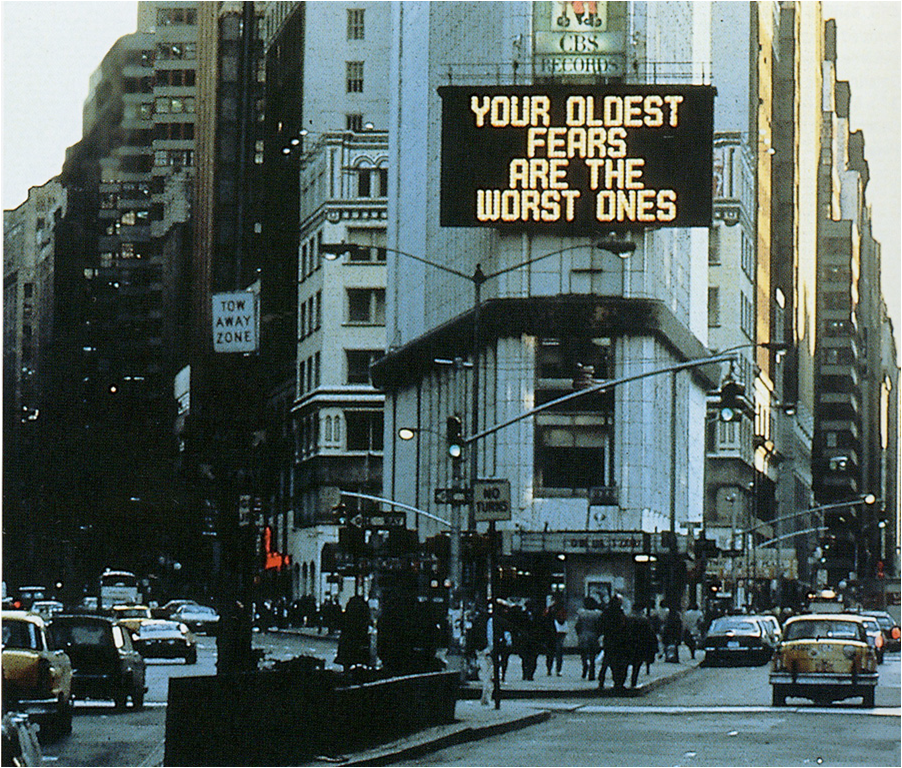 CBS
RECORDS
YOUR OLDEST
FEARS
ARE THE
WORST ONES
TOW
AWAY
ZONE
NO
TURNS